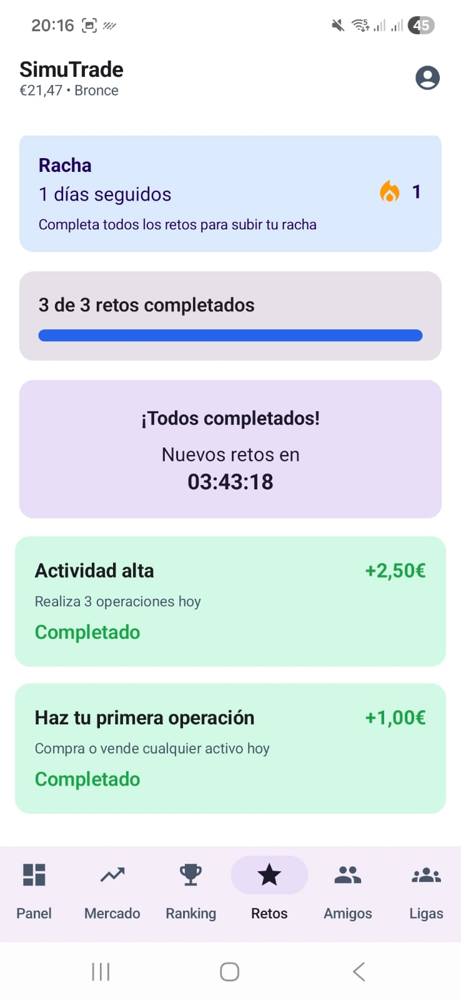 20:16
45
SimuTrade
€21,47 • Bronce
Racha
1 días seguidos
1
Completa todos los retos para subir tu racha
3 de 3 retos completados
¡Todos completados!
Nuevos retos en
03:43:18
Actividad alta
+2,50€
Realiza 3 operaciones hoy
Completado
Haz tu primera operación
+1,00€
Compra o vende cualquier activo hoy
Completado
Panel
Mercado
Ranking
Retos
Amigos
Ligas